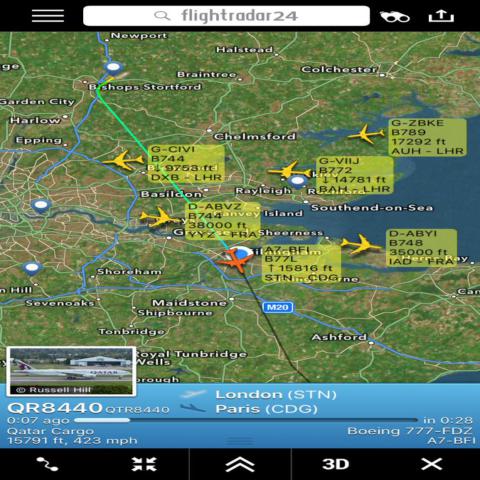 flightradar24
Newport
Halstead
Braintree
Colchester
Bishops Stortford
Garden City
Harlow
Epping
Chelmsford
G-ZBKE
B789
17292 ft
AUH - LHR
G-CIVI
B744
↓ 9753 ft
DXB - LHR
G-VIIJ
B772
↓ 14781 ft
BAH - LHR
Basildon
Rayleigh
Southend-on-Sea
D-ABVZ
B744
38000 ft
YYZ - FRA
Canvey Island
Sheerness
D-ABYI
B748
35000 ft
IAD - FRA
A7-BFI
B77L
↑ 15816 ft
STN - CDG
Shoreham
Sevenoaks
Maidstone
Shipbourne
M20
Tonbridge
Ashford
Royal Tunbridge
Wells
© Russell Hill
QATAR
London (STN)
QR8440 QTR8440
Paris (CDG)
0:07 ago
in 0:28
Qatar Cargo
Boeing 777-FDZ
15791 ft, 423 mph
A7-BFI
3D